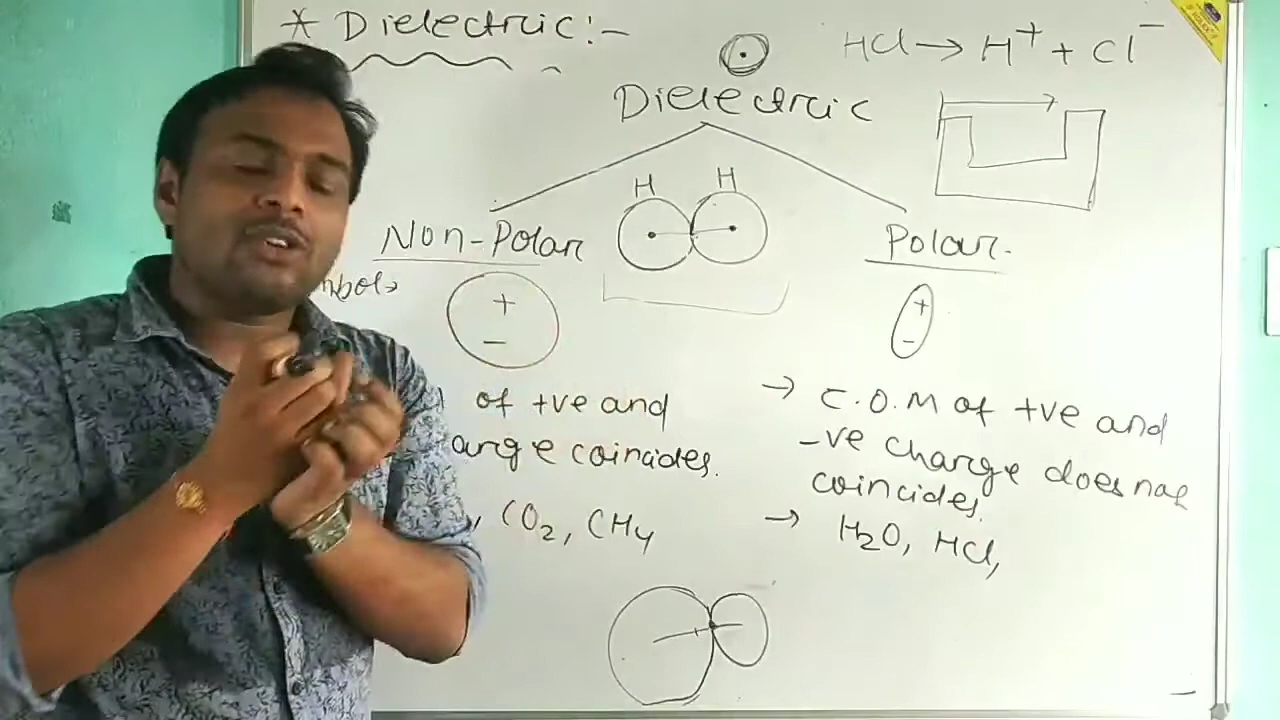 * Dielectric:-
HCl → H⁺ + Cl⁻
Dielectric
H H
Non-Polar
Polar.
+
−
+
−
of +ve and
coincides.
, CO₂, CH₄
→ C.O.M of +ve and
-ve charge does not
coincides.
→ H₂O, HCl,